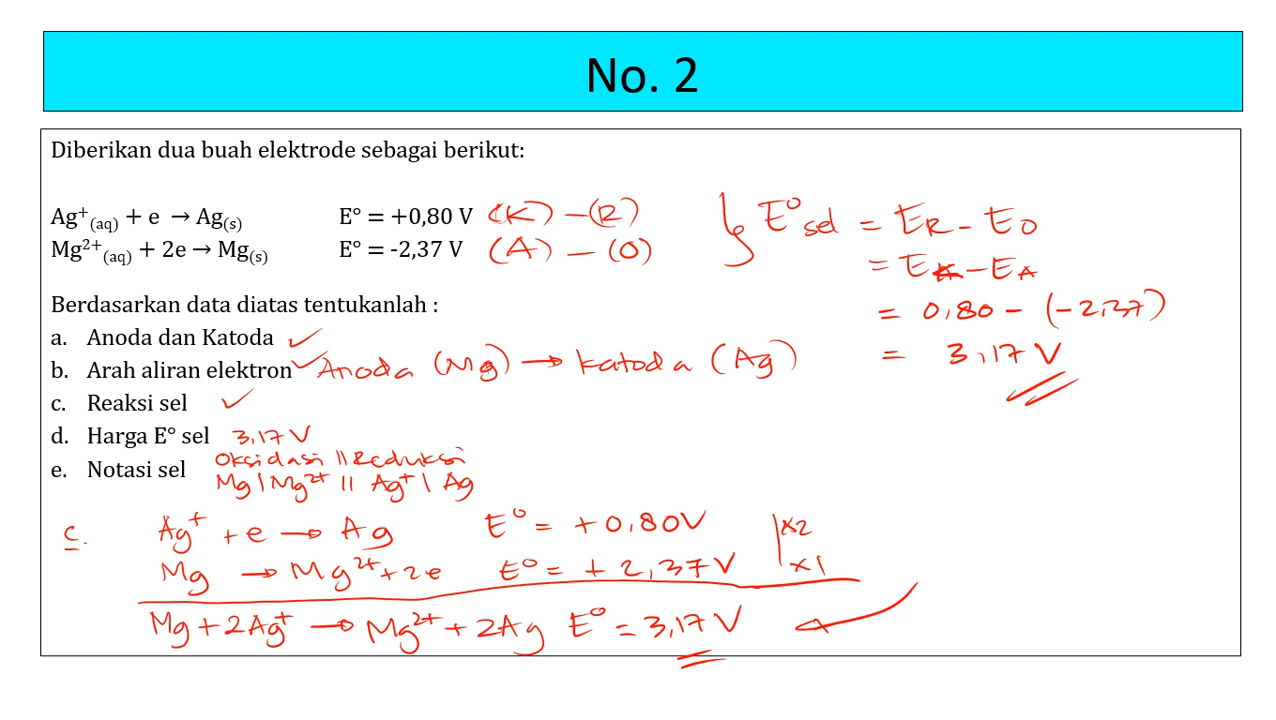 No. 2
Diberikan dua buah elektrode sebagai berikut:
Ag⁺(aq) + e → Ag(s) E° = +0,80 V (K) – (R)
Mg²⁺(aq) + 2e → Mg(s) E° = -2,37 V (A) – (O)
E° sel = ER – EO
= EK – EA
= 0,80 – (–2,37)
= 3,17 V
Berdasarkan data diatas tentukanlah :
a. Anoda dan Katoda ✓
b. Arah aliran elektron ✓ Anoda (Mg) → Katoda (Ag)
c. Reaksi sel ✓
d. Harga E° sel 3,17 V
e. Notasi sel Oksidasi || Reduksi
Mg | Mg²⁺ || Ag⁺ | Ag
c. Ag⁺ + e → Ag E° = +0,80V | x2
Mg → Mg²⁺ + 2e E° = +2,37 V | x1
Mg + 2Ag⁺ → Mg²⁺ + 2Ag E° = 3,17 V